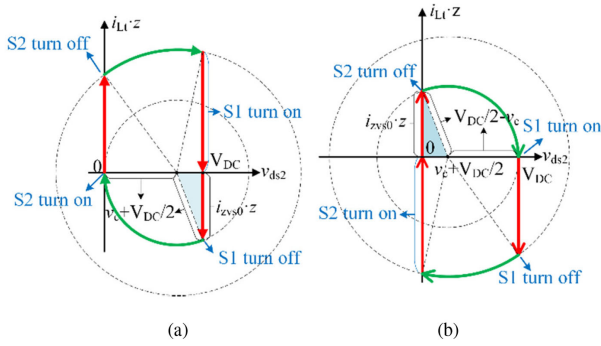 i_Lt·z
S2 turn off
S1 turn on
0
V_DC
v_ds2
S2 turn on
v_c+V_DC/2
i_zvs0·z
S1 turn off
(a)
i_Lt·z
S2 turn off
V_DC/2-v_c
S1 turn on
i_zvs0·z
0
v_ds2
v_c+V_DC/2
V_DC
S2 turn on
S1 turn off
(b)